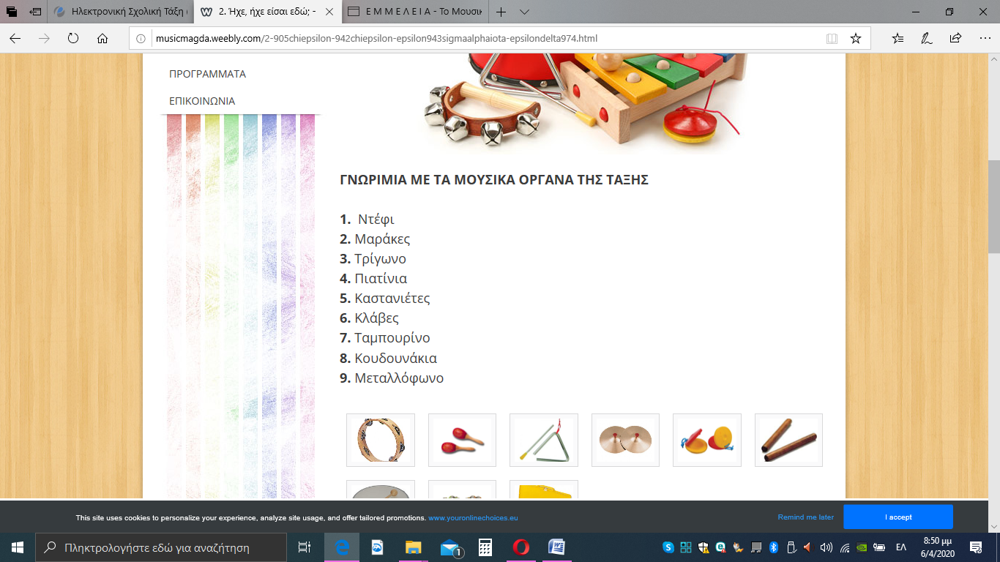 Ηλεκτρονική Σχολική Τάξη (
2. Ήχε, ήχε είσαι εδώ; -
Ε Μ Μ Ε Λ Ε Ι Α - Το Μουσικ
musicmagda.weebly.com/2-905chiepsilon-942chiepsilon-epsilon943sigmaalphaiota-epsilondelta974.html
ΠΡΟΓΡΑΜΜΑΤΑ
ΕΠΙΚΟΙΝΩΝΙΑ
ΓΝΩΡΙΜΙΑ ΜΕ ΤΑ ΜΟΥΣΙΚΑ ΟΡΓΑΝΑ ΤΗΣ ΤΑΞΗΣ
1. Ντέφι
2. Μαράκες
3. Τρίγωνο
4. Πιατίνια
5. Καστανιέτες
6. Κλάβες
7. Ταμπουρίνο
8. Κουδουνάκια
9. Μεταλλόφωνο
This site uses cookies to personalize your experience, analyze site usage, and offer tailored promotions. www.youronlinechoices.eu
Remind me later
I accept
Πληκτρολογήστε εδώ για αναζήτηση
1
ΕΛ
8:50 μμ
6/4/2020